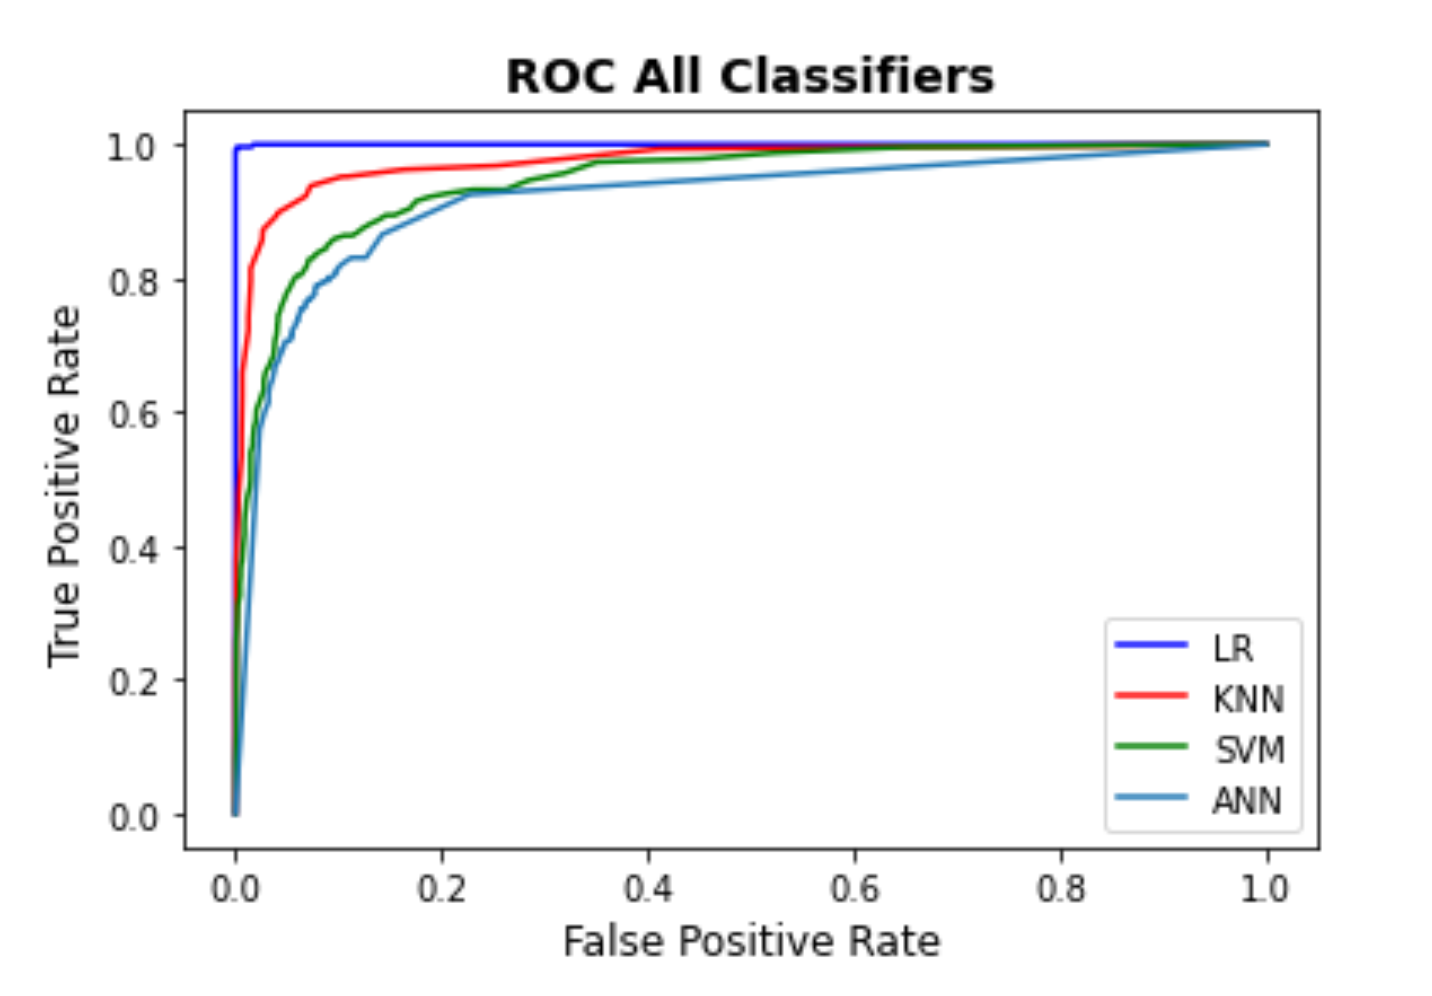 ROC All Classifiers
True Positive Rate
1.0
0.8
0.6
0.4
0.2
0.0
LR
KNN
SVM
ANN
0.0 0.2 0.4 0.6 0.8 1.0
False Positive Rate